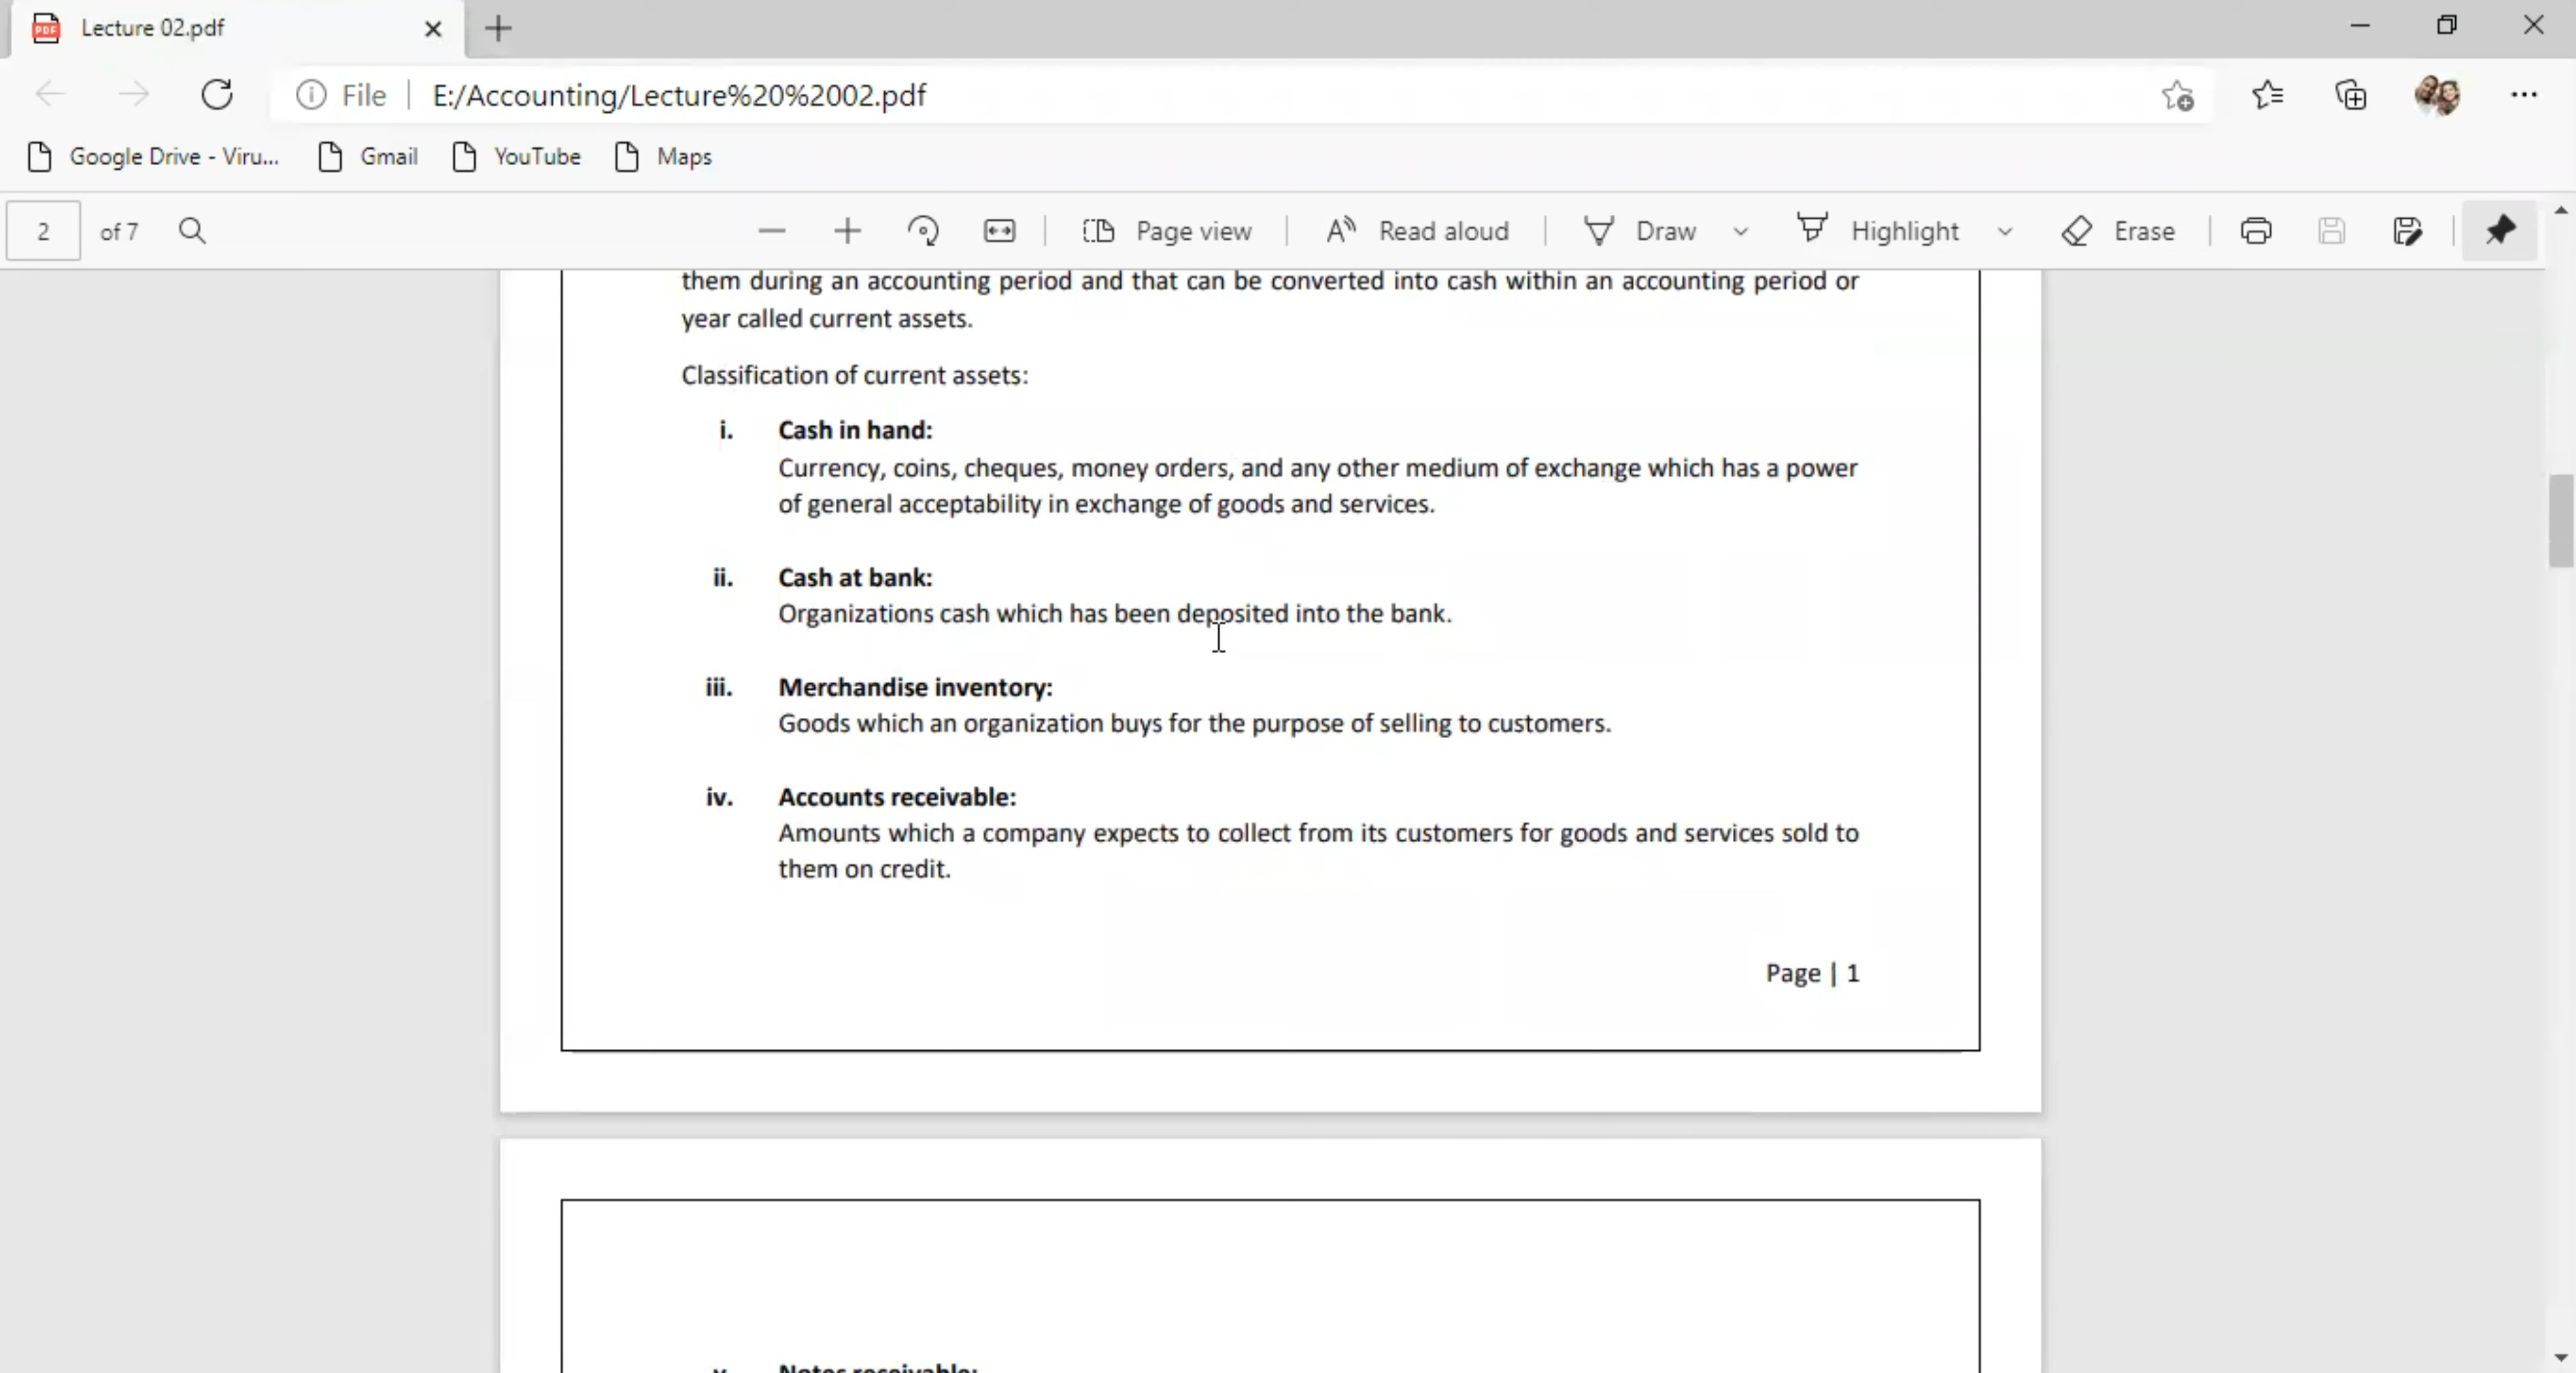 Lecture 02.pdf
File | E:/Accounting/Lecture%20%2002.pdf
Google Drive - Viru... Gmail YouTube Maps
2 of 7 Page view Read aloud Draw Highlight Erase
them during an accounting period and that can be converted into cash within an accounting period or
year called current assets.
Classification of current assets:
i. Cash in hand:
Currency, coins, cheques, money orders, and any other medium of exchange which has a power
of general acceptability in exchange of goods and services.
ii. Cash at bank:
Organizations cash which has been deposited into the bank.
iii. Merchandise inventory:
Goods which an organization buys for the purpose of selling to customers.
iv. Accounts receivable:
Amounts which a company expects to collect from its customers for goods and services sold to
them on credit.
Page | 1
v. Notes receivable: